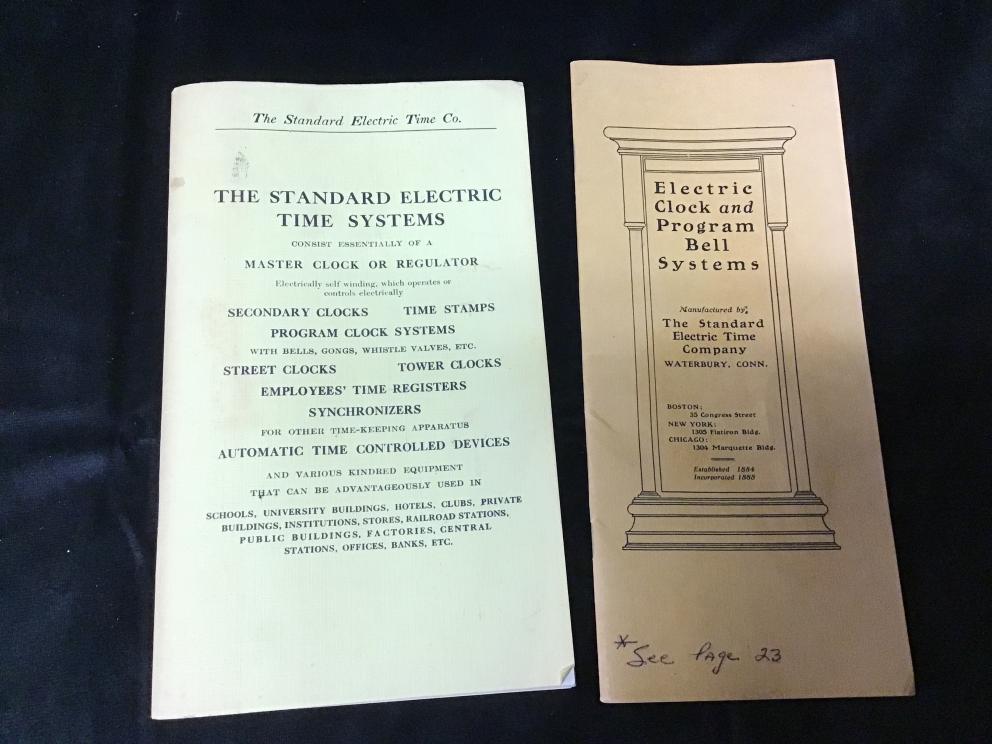 The Standard Electric Time Co.
THE STANDARD ELECTRIC
TIME SYSTEMS
CONSIST ESSENTIALLY OF A
MASTER CLOCK OR REGULATOR
Electrically self winding, which operates or
controls electrically
SECONDARY CLOCKS TIME STAMPS
PROGRAM CLOCK SYSTEMS
WITH BELLS, GONGS, WHISTLE VALVES, ETC.
STREET CLOCKS TOWER CLOCKS
EMPLOYEES' TIME REGISTERS
SYNCHRONIZERS
FOR OTHER TIME-KEEPING APPARATUS
AUTOMATIC TIME CONTROLLED DEVICES
AND VARIOUS KINDRED EQUIPMENT
THAT CAN BE ADVANTAGEOUSLY USED IN
SCHOOLS, UNIVERSITY BUILDINGS, HOTELS, CLUBS, PRIVATE
BUILDINGS, INSTITUTIONS, STORES, RAILROAD STATIONS,
PUBLIC BUILDINGS, FACTORIES, CENTRAL
STATIONS, OFFICES, BANKS, ETC.
Electric
Clock and
Program
Bell
Systems
Manufactured by
The Standard
Electric Time
Company
WATERBURY, CONN.
BOSTON:
35 Congress Street
NEW YORK:
1305 Flatiron Bldg.
CHICAGO:
1304 Marquette Bldg.
Established 1884
Incorporated 1888
*See Page 23